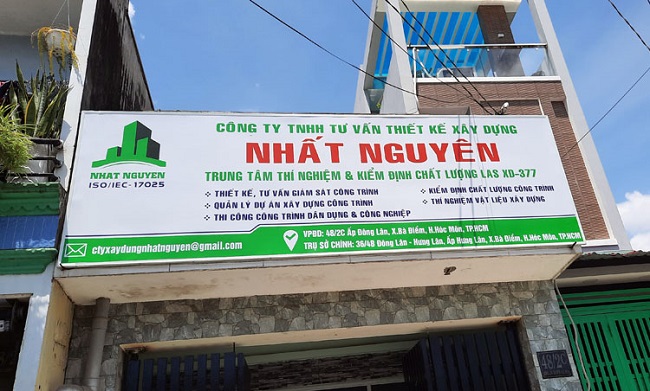 CÔNG TY TNHH TƯ VẤN THIẾT KẾ XÂY DỰNG
NHẤT NGUYÊN
TRUNG TÂM THÍ NGHIỆM & KIỂM ĐỊNH CHẤT LƯỢNG LAS XD-377
NHAT NGUYEN
ISO/IEC-17025
THIẾT KẾ, TƯ VẤN GIÁM SÁT CÔNG TRÌNH
QUẢN LÝ DỰ ÁN XÂY DỰNG CÔNG TRÌNH
THI CÔNG CÔNG TRÌNH DÂN DỤNG & CÔNG NGHIỆP
KIỂM ĐỊNH CHẤT LƯỢNG CÔNG TRÌNH
THÍ NGHIỆM VẬT LIỆU XÂY DỰNG
ctyxaydungnhatnguyen@gmail.com
VPGD: 48/2C Ấp Đông Lân, X.Bà Điểm, H.Hóc Môn, TP.HCM
TRỤ SỞ CHÍNH: 36/4B Đông Lân - Hưng Lân, Ấp Hưng Lân, X.Bà Điểm, H.Hóc Môn, TP.HCM
48/2C